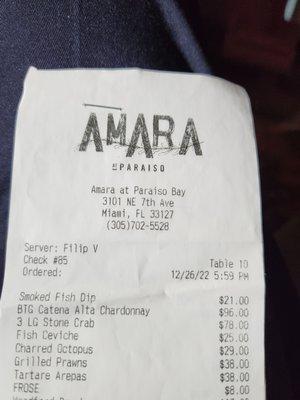 AMARA
AT PARAISO
Amara at Paraiso Bay
3101 NE 7th Ave
Miami, FL 33127
(305)702-5528
Server: Filip V
Check #85 Table 10
Ordered: 12/26/22 5:59 PM
Smoked Fish Dip $21.00
BTG Catena Alta Chardonnay $96.00
3 LG Stone Crab $78.00
Fish Ceviche $25.00
Charred Octopus $29.00
Grilled Prawns $38.00
Tartare Arepas $38.00
FROSE $8.00